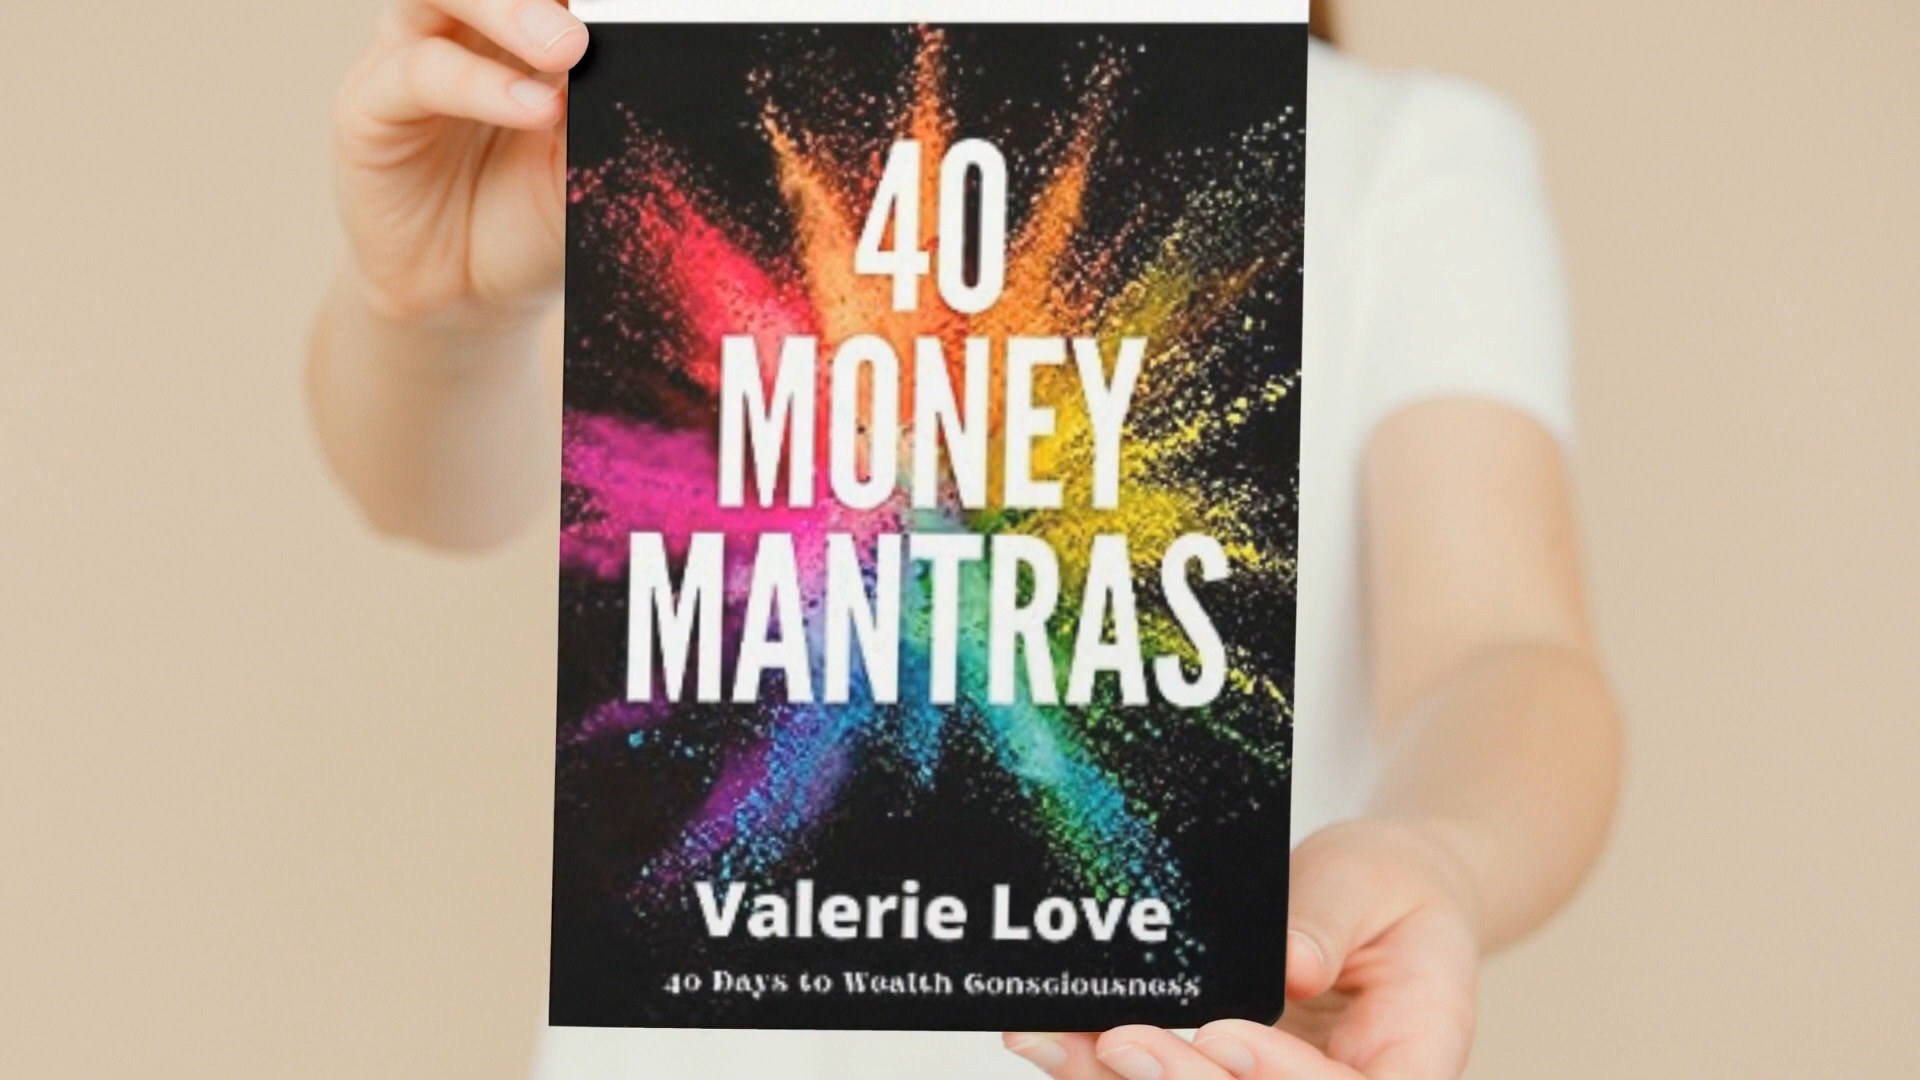 40
MONEY
MANTRAS
Valerie Love
40 Days to Wealth Consciousness